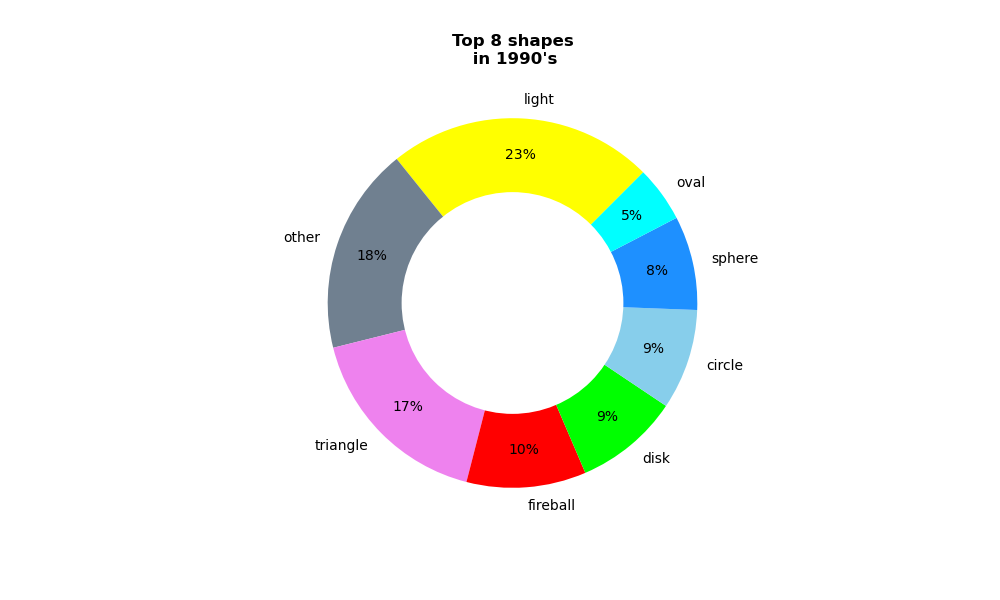 Top 8 shapes
in 1990's
light
23%
oval
5%
other
18%
sphere
8%
circle
9%
triangle
17%
disk
9%
fireball
10%